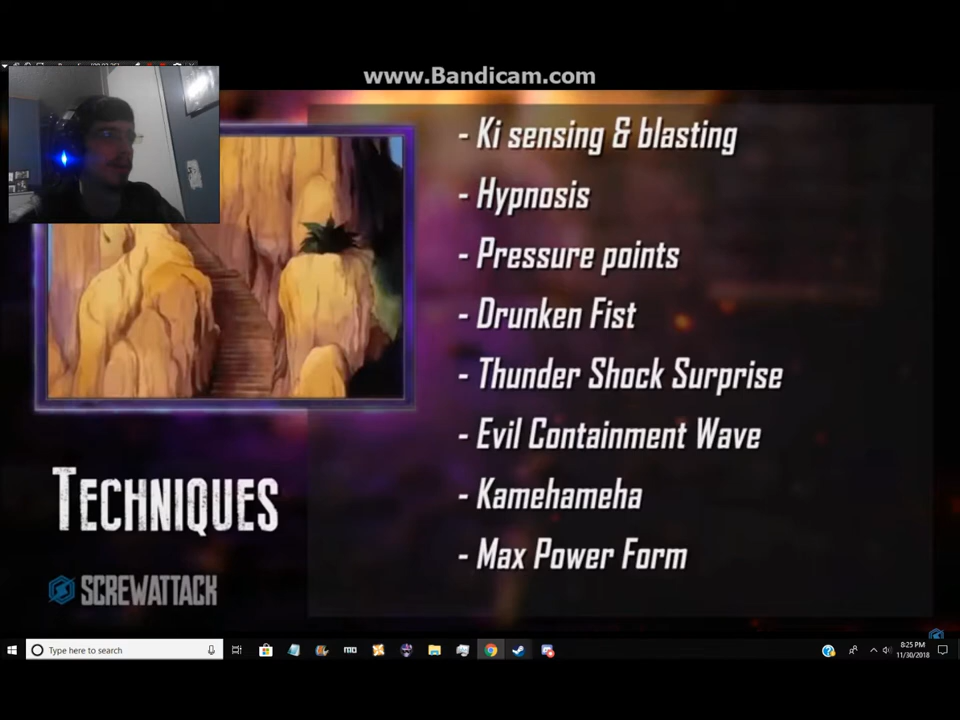 www.Bandicam.com
- Ki sensing & blasting
- Hypnosis
- Pressure points
- Drunken Fist
- Thunder Shock Surprise
- Evil Containment Wave
- Kamehameha
- Max Power Form
TECHNIQUES
SCREWATTACK
Type here to search
8:25 PM
11/30/2018